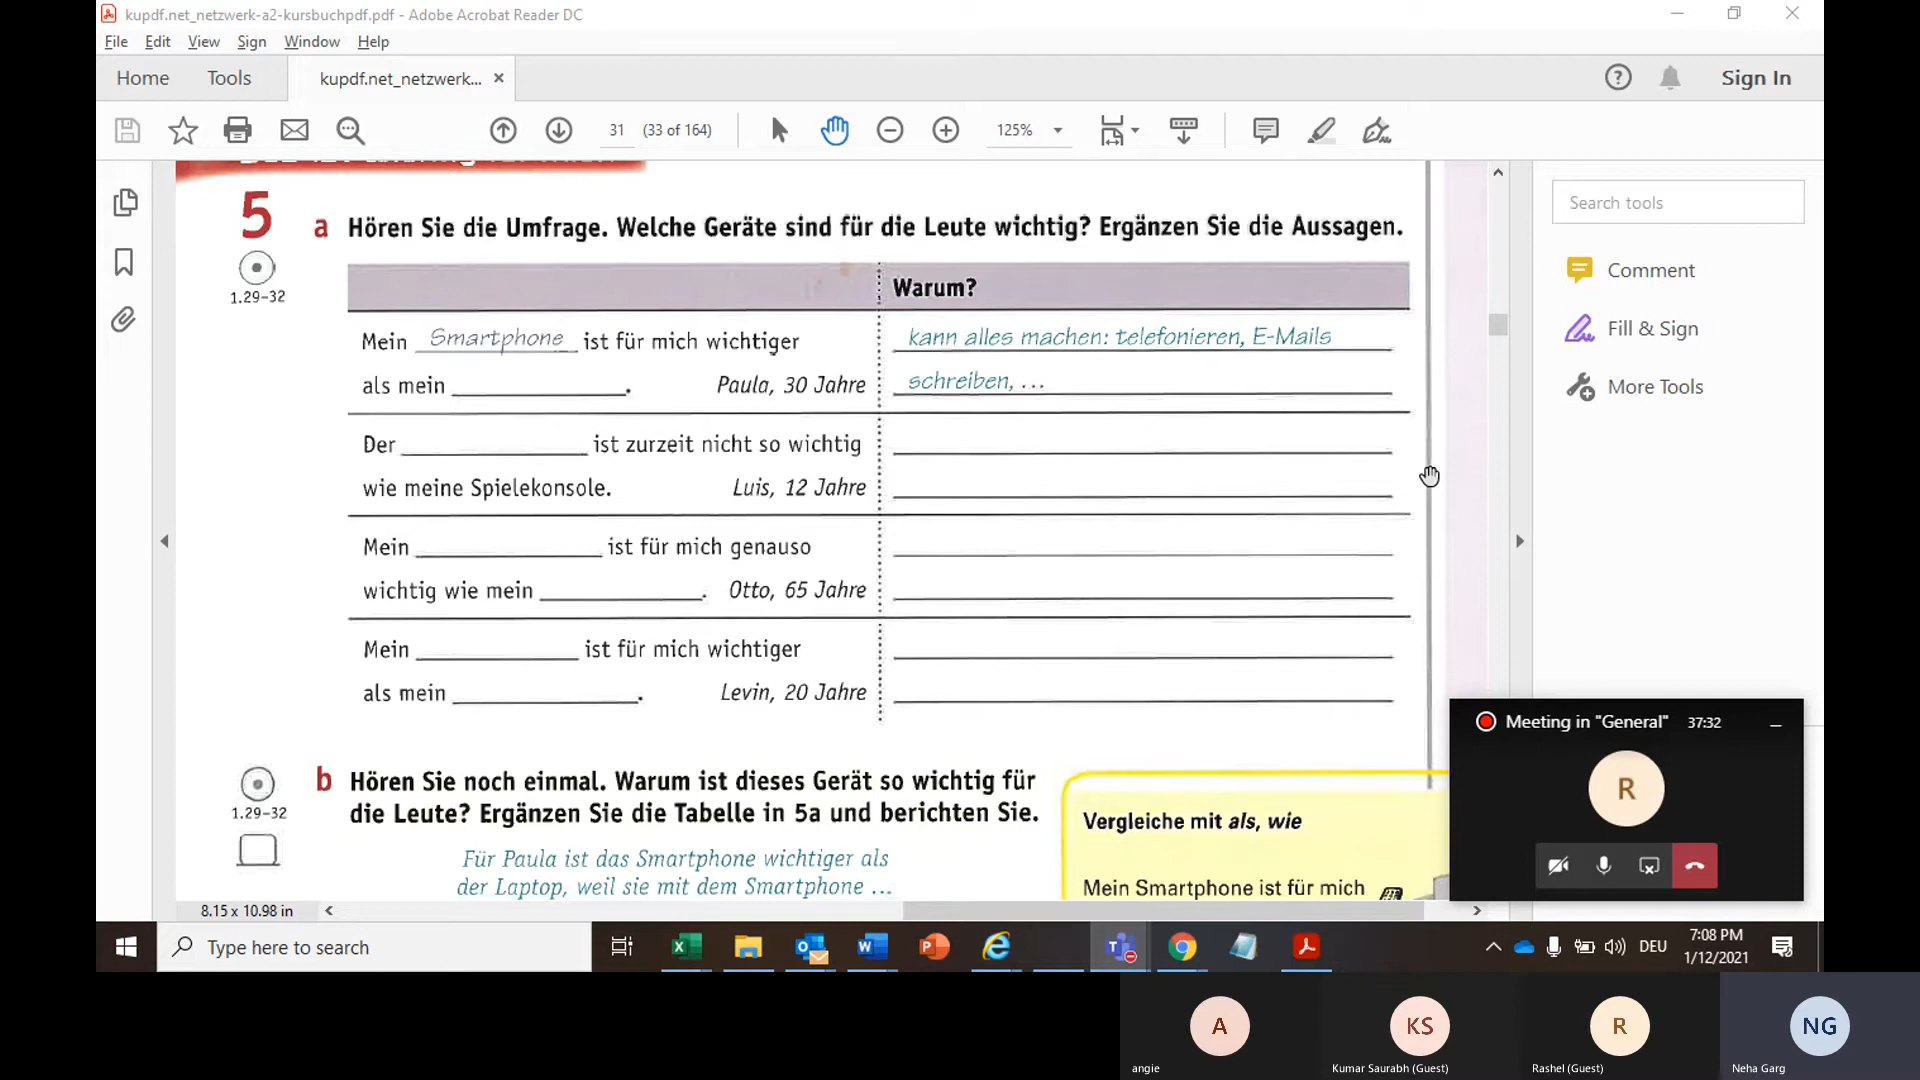 kupdf.net_netzwerk-a2-kursbuchpdf.pdf - Adobe Acrobat Reader DC
File Edit View Sign Window Help
Home Tools kupdf.net_netzwerk... × Sign In
31 (33 of 164) 125%
5
1.29–32
a Hören Sie die Umfrage. Welche Geräte sind für die Leute wichtig? Ergänzen Sie die Aussagen.
Warum?
Mein Smartphone ist für mich wichtiger
als mein ____. Paula, 30 Jahre
kann alles machen: telefonieren, E-Mails
schreiben, ...
Der ____ ist zurzeit nicht so wichtig
wie meine Spielekonsole. Luis, 12 Jahre
Mein ____ ist für mich genauso
wichtig wie mein ____. Otto, 65 Jahre
Mein ____ ist für mich wichtiger
als mein ____. Levin, 20 Jahre
1.29–32
b Hören Sie noch einmal. Warum ist dieses Gerät so wichtig für
die Leute? Ergänzen Sie die Tabelle in 5a und berichten Sie.
Für Paula ist das Smartphone wichtiger als
der Laptop, weil sie mit dem Smartphone ...
Vergleiche mit als, wie
Mein Smartphone ist für mich
8.15 x 10.98 in
Search tools
Comment
Fill & Sign
More Tools
Meeting in "General" 37:32
R
Type here to search
DEU
7:08 PM
1/12/2021
A
angie
KS
Kumar Saurabh (Guest)
R
Rashel (Guest)
NG
Neha Garg